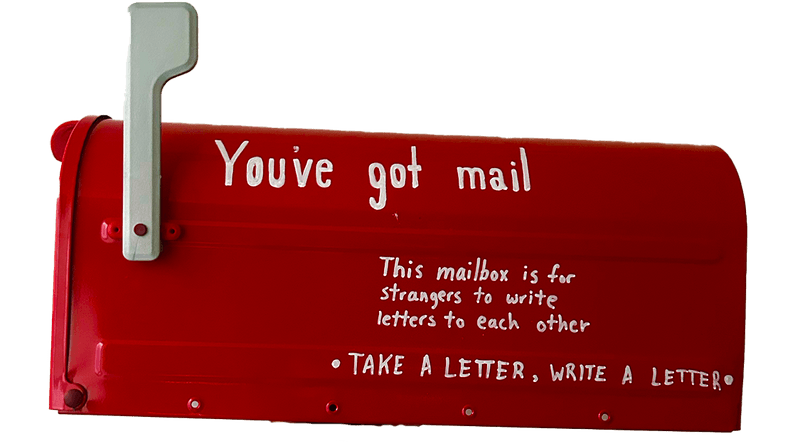 You've got mail
This mailbox is for
strangers to write
letters to each other
• TAKE A LETTER, WRITE A LETTER •